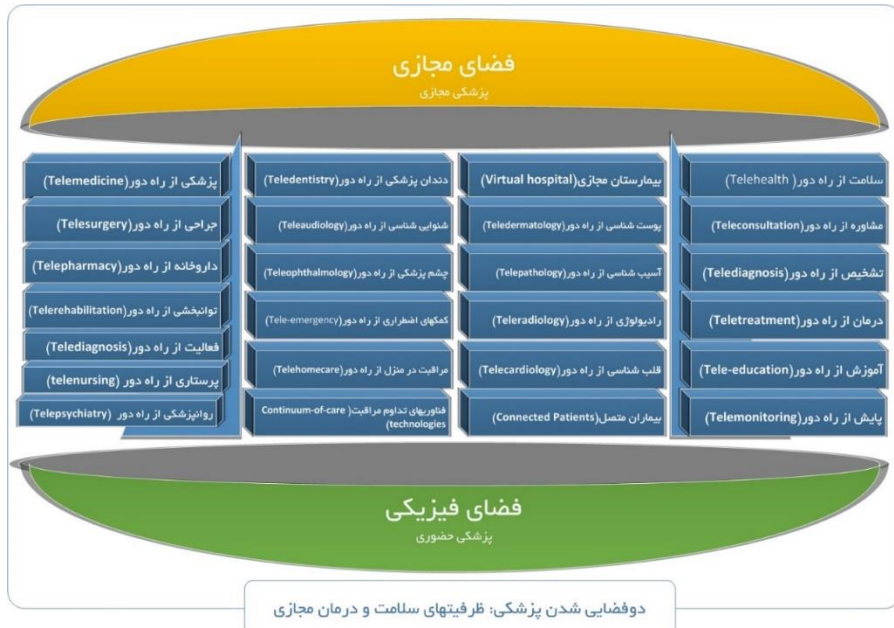 فضای مجازی
پزشکی مجازی
سلامت از راه دور( Telehealth)
مشاوره از راه دور(Teleconsultation)
تشخیص از راه دور(Telediagnosis)
درمان از راه دور(Teletreatment)
آموزش از راه دور(Tele-education)
پایش از راه دور(Telemonitoring)
بیمارستان مجازی(Virtual hospital)
پوست شناسی از راه دور(Teledermatology)
آسیب شناسی از راه دور(Telepathology)
رادیولوژی از راه دور(Teleradiology)
قلب شناسی از راه دور(Telecardiology)
بیماران متصل(Connected Patients)
دندان پزشکی از راه دور(Teledentistry)
شنوایی شناسی از راه دور(Teleaudiology)
چشم پزشکی از راه دور(Teleophthalmology)
کمکهای اضطراری از راه دور(Tele-emergency)
مراقبت در منزل از راه دور(Telehomecare)
فناوریهای تداوم مراقبت( Continuum-of-care
technologies)
پزشکی از راه دور(Telemedicine)
جراحی از راه دور(Telesurgery)
داروخانه از راه دور(Telepharmacy)
توانبخشی از راه دور(Telerehabilitation)
فعالیت از راه دور(Telediagnosis)
پرستاری از راه دور (telenursing)
روانپزشکی از راه دور (Telepsychiatry)
فضای فیزیکی
پزشکی حضوری
دوفضایی شدن پزشکی: ظرفیتهای سلامت و درمان مجازی